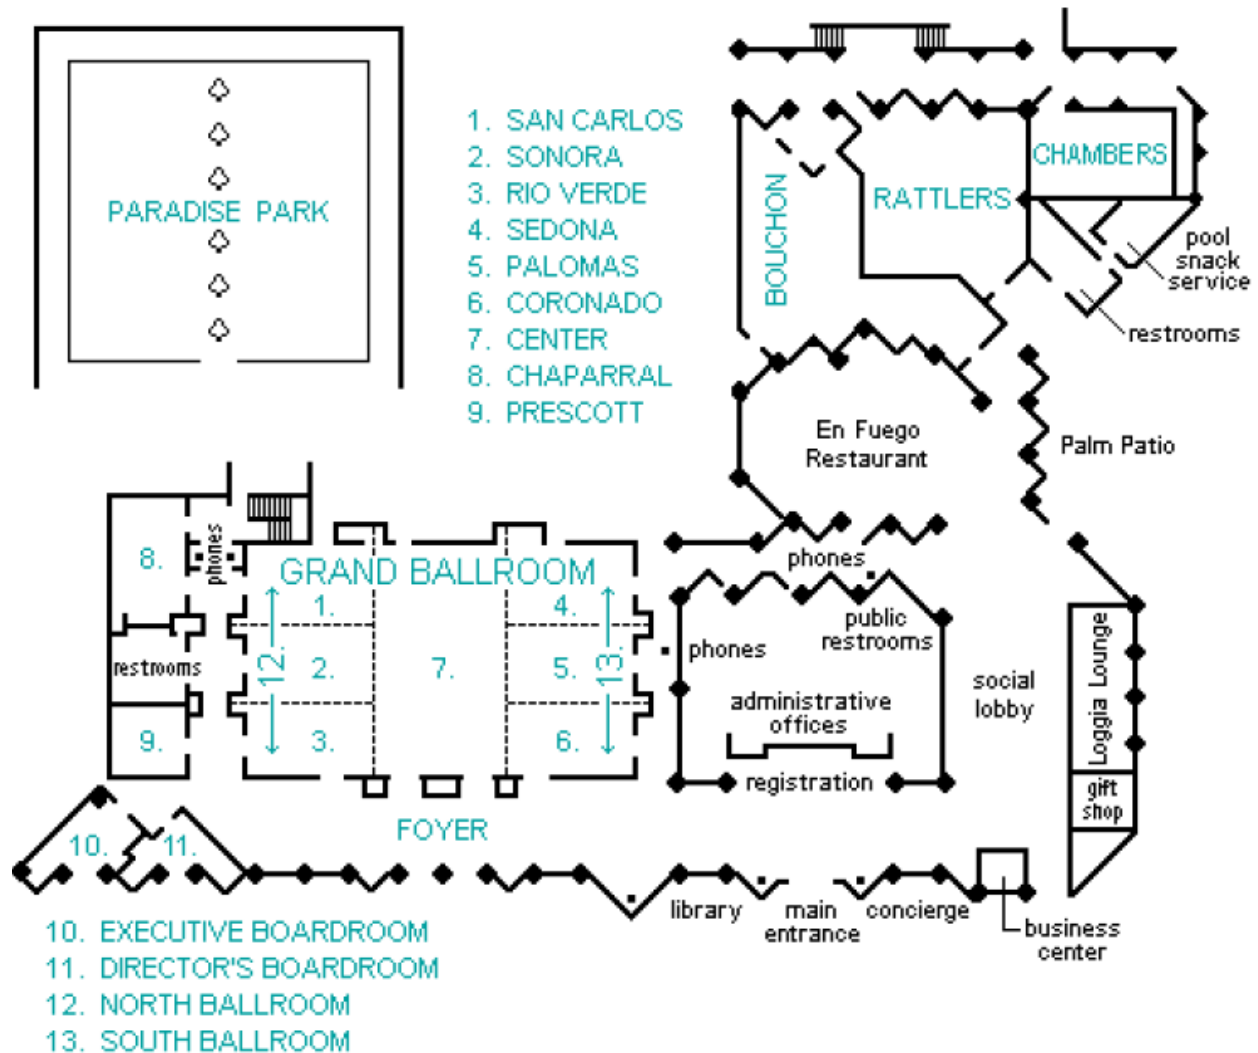 PARADISE PARK
1. SAN CARLOS
2. SONORA
3. RIO VERDE
4. SEDONA
5. PALOMAS
6. CORONADO
7. CENTER
8. CHAPARRAL
9. PRESCOTT
BOUCHON
RATTLERS
CHAMBERS
pool
snack
service
restrooms
En Fuego
Restaurant
Palm Patio
phones
8.
phones
GRAND BALLROOM
1.
4.
12.
2.
7.
5.
13.
3.
6.
restrooms
9.
public
restrooms
phones
administrative
offices
registration
social
lobby
Loggia Lounge
gift
shop
FOYER
10.
11.
library
main
entrance
concierge
business
center
10. EXECUTIVE BOARDROOM
11. DIRECTOR'S BOARDROOM
12. NORTH BALLROOM
13. SOUTH BALLROOM